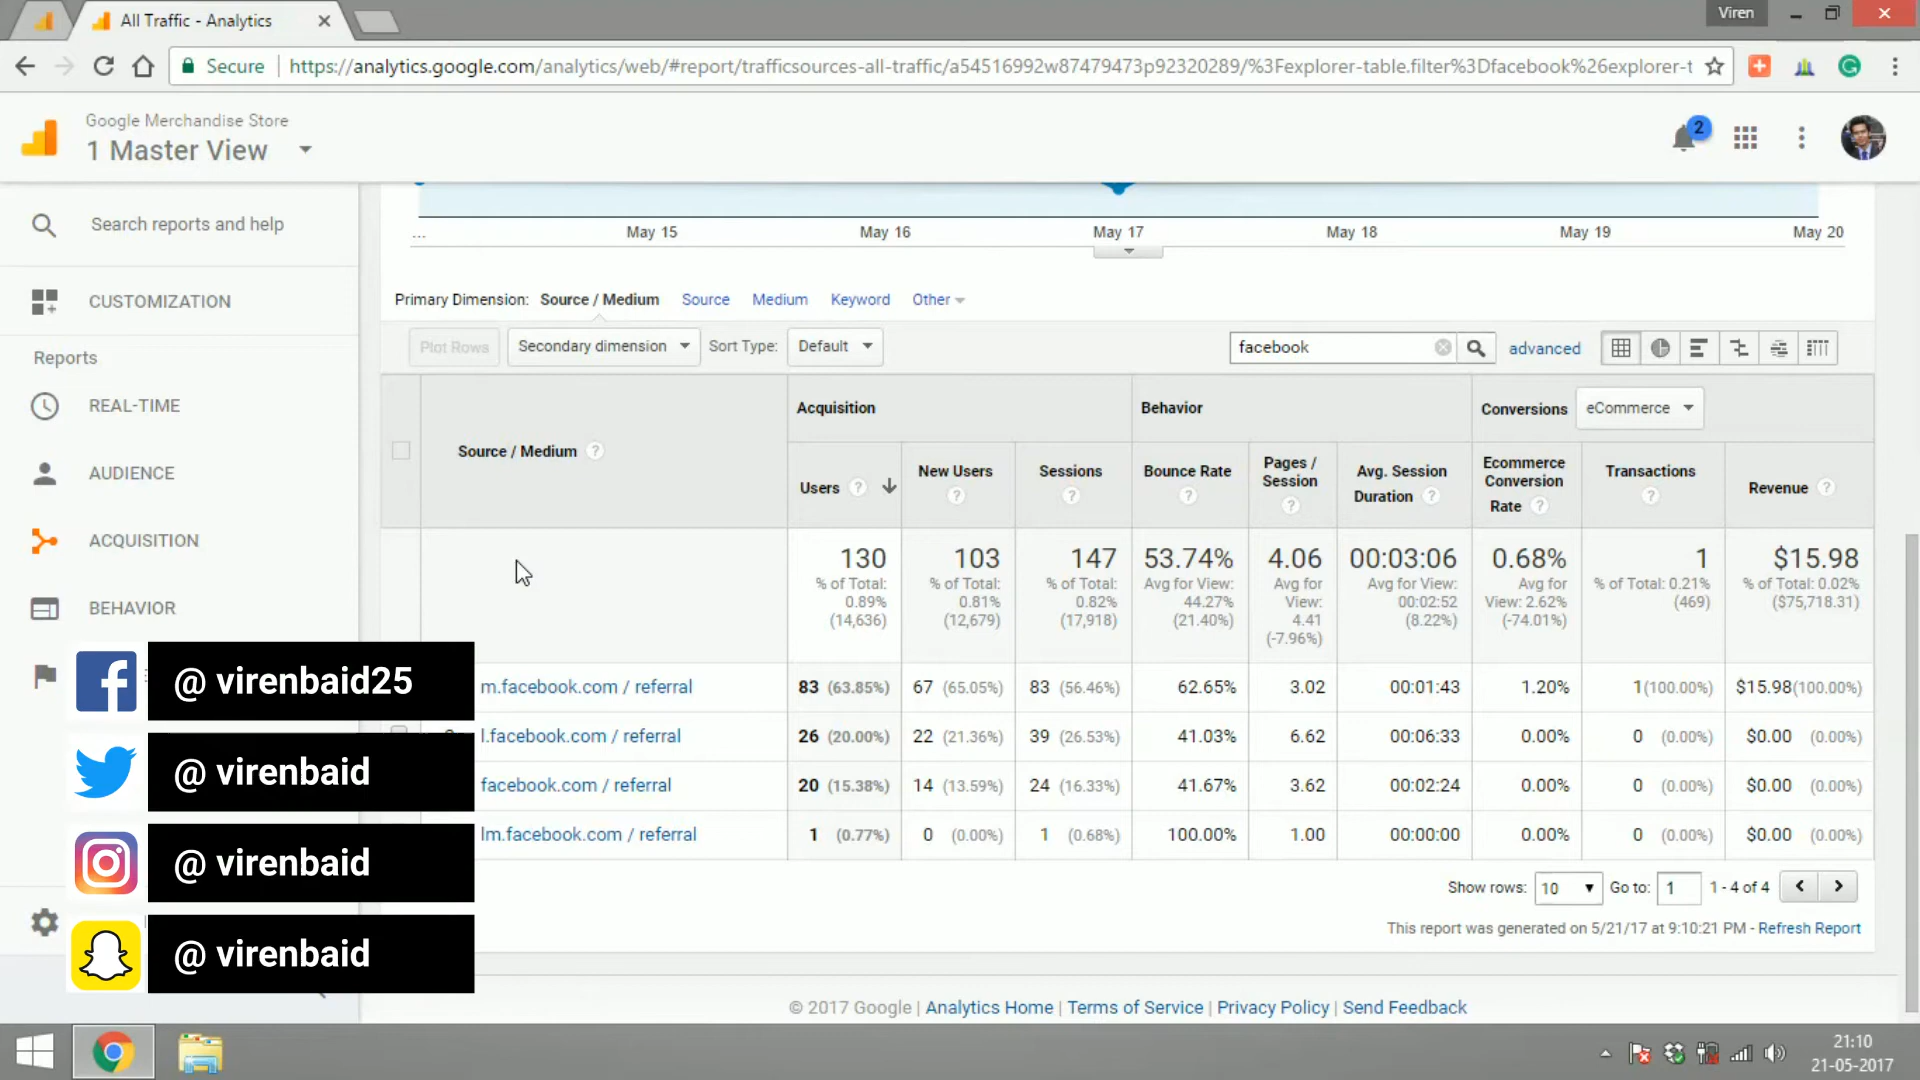 All Traffic - Analytics
Viren
Secure
https://analytics.google.com/analytics/web/#report/trafficsources-all-traffic/a54516992w87479473p92320289/%3Fexplorer-table.filter%3Dfacebook%26explorer-t
Google Merchandise Store
1 Master View
2
Search reports and help
CUSTOMIZATION
Reports
REAL-TIME
AUDIENCE
ACQUISITION
BEHAVIOR
@ virenbaid25
@ virenbaid
@ virenbaid
@ virenbaid
... May 15 May 16 May 17 May 18 May 19 May 20
Primary Dimension: Source / Medium Source Medium Keyword Other
Plot Rows Secondary dimension Sort Type: Default facebook advanced
Acquisition Behavior Conversions eCommerce
Source / Medium ? Users ? New Users ? Sessions ? Bounce Rate ? Pages / Session ? Avg. Session Duration ? Ecommerce Conversion Rate ? Transactions ? Revenue ?
130 103 147 53.74% 4.06 00:03:06 0.68% 1 $15.98
% of Total: 0.89% (14,636) % of Total: 0.81% (12,679) % of Total: 0.82% (17,918) Avg for View: 44.27% (21.40%) Avg for View: 4.41 (-7.96%) Avg for View: 00:02:52 (8.22%) Avg for View: 2.62% (-74.01%) % of Total: 0.21% (469) % of Total: 0.02% ($75,718.31)
m.facebook.com / referral 83 (63.85%) 67 (65.05%) 83 (56.46%) 62.65% 3.02 00:01:43 1.20% 1(100.00%) $15.98(100.00%)
l.facebook.com / referral 26 (20.00%) 22 (21.36%) 39 (26.53%) 41.03% 6.62 00:06:33 0.00% 0 (0.00%) $0.00 (0.00%)
facebook.com / referral 20 (15.38%) 14 (13.59%) 24 (16.33%) 41.67% 3.62 00:02:24 0.00% 0 (0.00%) $0.00 (0.00%)
lm.facebook.com / referral 1 (0.77%) 0 (0.00%) 1 (0.68%) 100.00% 1.00 00:00:00 0.00% 0 (0.00%) $0.00 (0.00%)
Show rows: 10 Go to: 1 1 - 4 of 4
This report was generated on 5/21/17 at 9:10:21 PM - Refresh Report
© 2017 Google | Analytics Home | Terms of Service | Privacy Policy | Send Feedback
21:10
21-05-2017